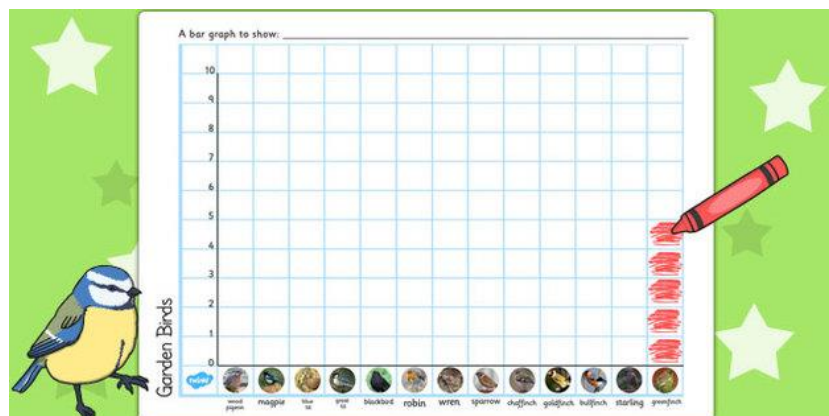 A bar graph to show:
10
9
8
7
6
5
4
3
2
1
0
Garden Birds
twinkl
wood pigeon
magpie
blue tit
great tit
blackbird
robin
wren
sparrow
chaffinch
goldfinch
bullfinch
starling
greenfinch